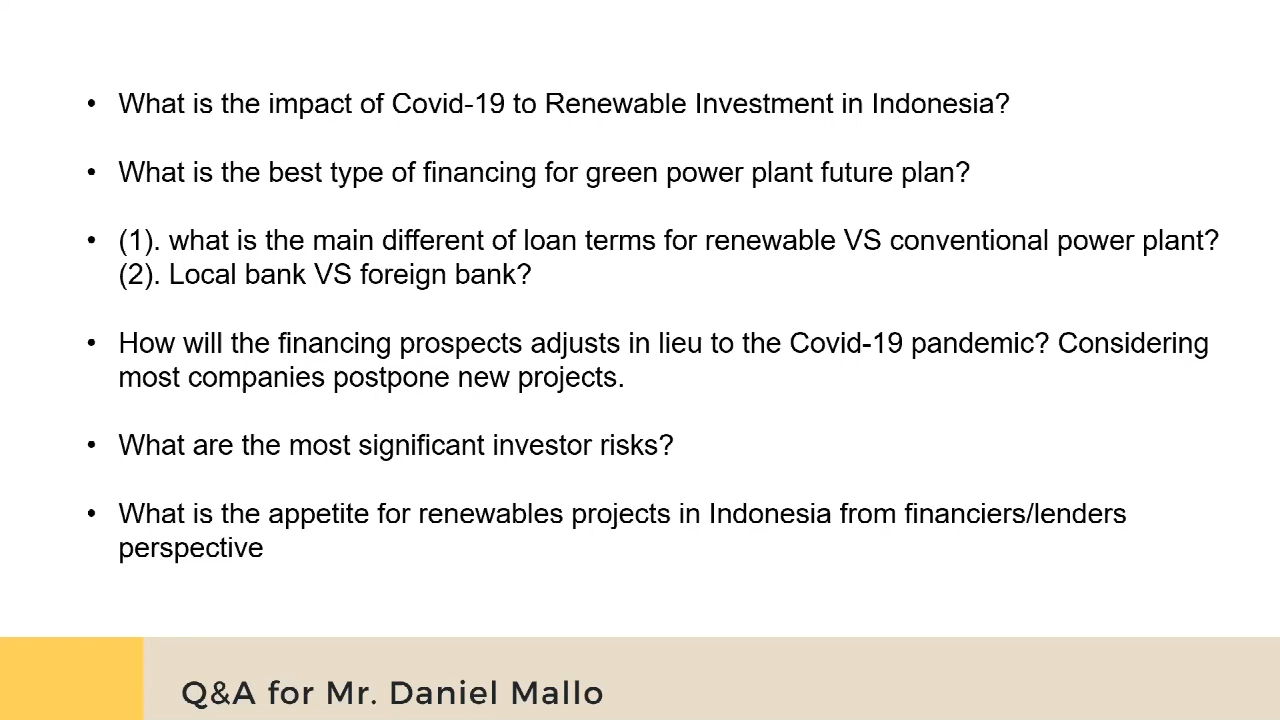 • What is the impact of Covid-19 to Renewable Investment in Indonesia?
• What is the best type of financing for green power plant future plan?
• (1). what is the main different of loan terms for renewable VS conventional power plant?
(2). Local bank VS foreign bank?
• How will the financing prospects adjusts in lieu to the Covid-19 pandemic? Considering
most companies postpone new projects.
• What are the most significant investor risks?
• What is the appetite for renewables projects in Indonesia from financiers/lenders
perspective
Q&A for Mr. Daniel Mallo